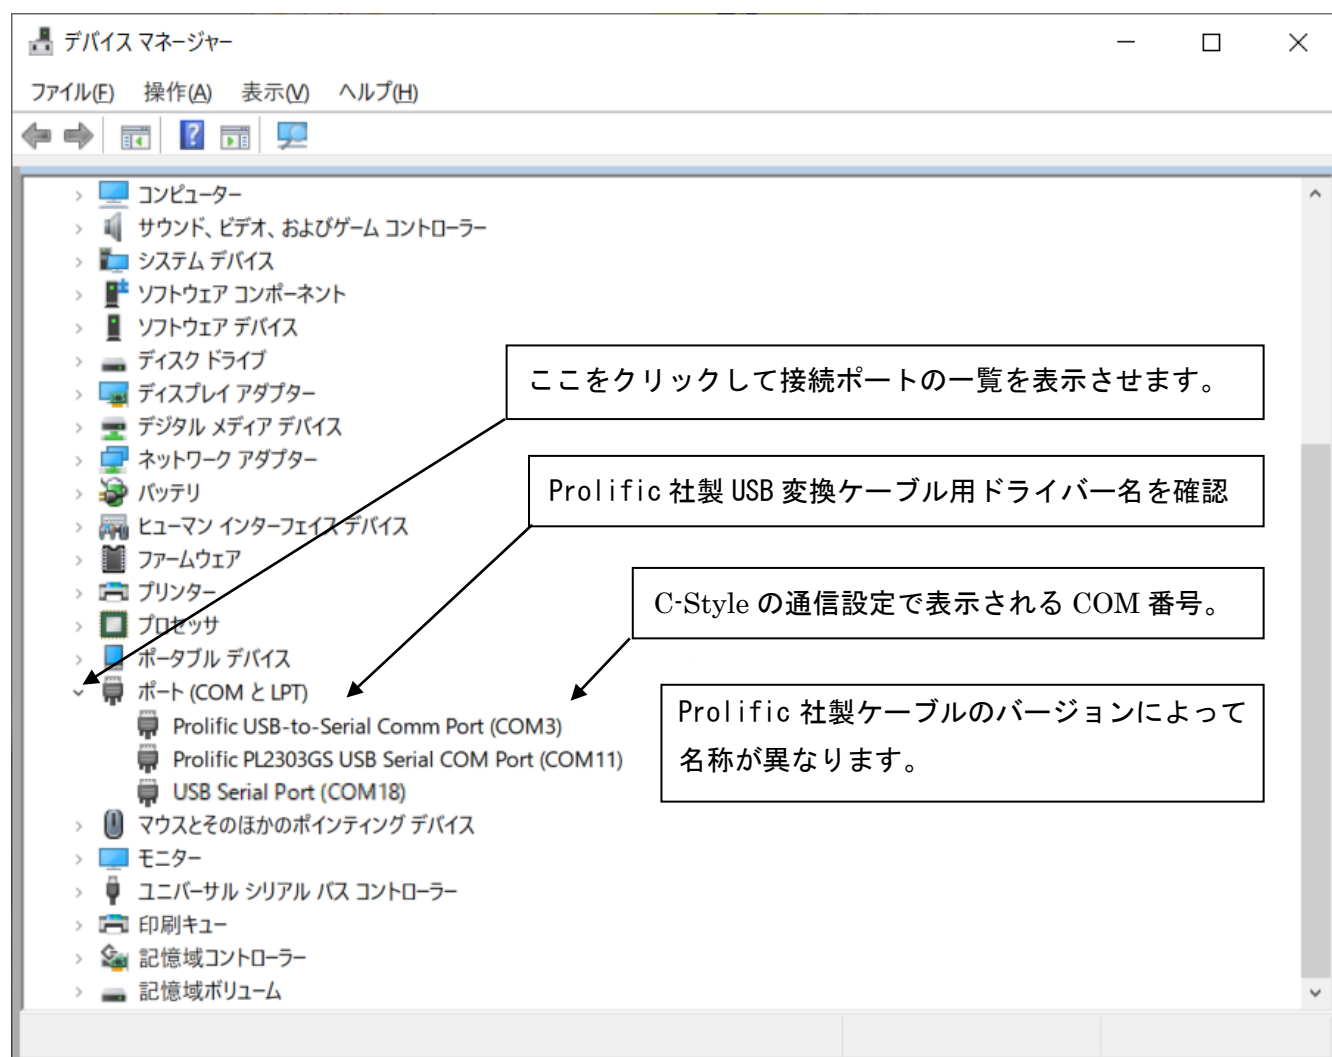 デバイス マネージャー
ファイル(F) 操作(A) 表示(V) ヘルプ(H)
コンピューター
サウンド、ビデオ、およびゲーム コントローラー
システム デバイス
ソフトウェア コンポーネント
ソフトウェア デバイス
ディスク ドライブ
ここをクリックして接続ポートの一覧を表示させます。
ディスプレイ アダプター
デジタル メディア デバイス
ネットワーク アダプター
バッテリ
Prolific 社製 USB 変換ケーブル用ドライバー名を確認
ヒューマン インターフェイス デバイス
ファームウェア
プリンター
C-Style の通信設定で表示される COM 番号。
プロセッサ
ポータブル デバイス
ポート (COM と LPT)
Prolific USB-to-Serial Comm Port (COM3)
Prolific PL2303GS USB Serial COM Port (COM11)
USB Serial Port (COM18)
Prolific 社製ケーブルのバージョンによって
名称が異なります。
マウスとそのほかのポインティング デバイス
モニター
ユニバーサル シリアル バス コントローラー
印刷キュー
記憶域コントローラー
記憶域ボリューム